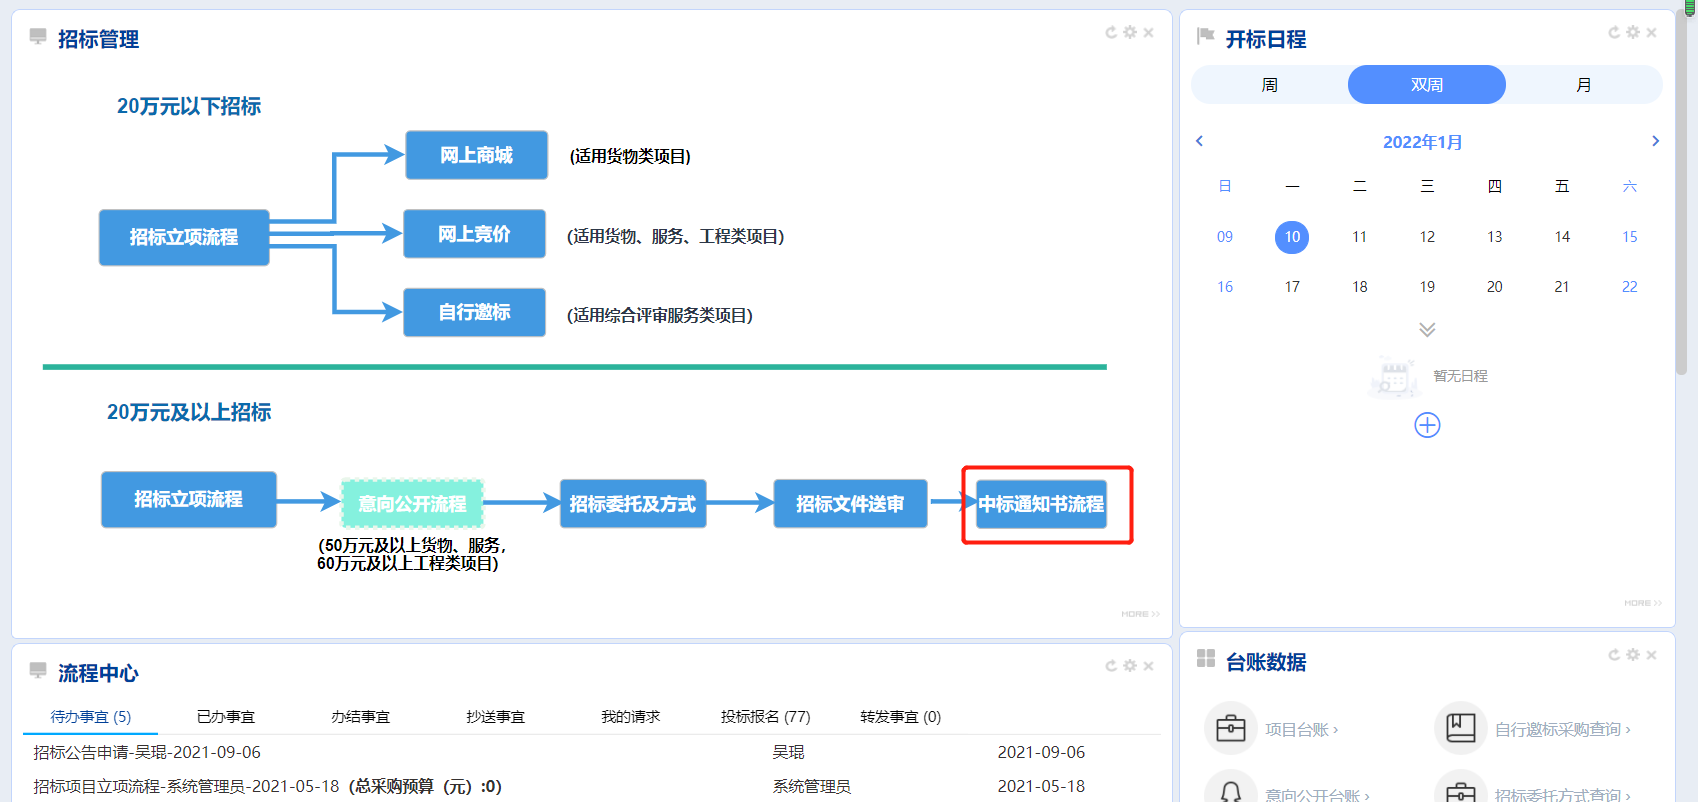 招标管理
20万元以下招标
招标立项流程
网上商城
(适用货物类项目)
网上竞价
(适用货物、服务、工程类项目)
自行邀标
(适用综合评审服务类项目)
20万元及以上招标
招标立项流程
意向公开流程
招标委托及方式
招标文件送审
中标通知书流程
(50万元及以上货物、服务,
60万元及以上工程类项目)
MORE >>
开标日程
周 双周 月
2022年1月
日 一 二 三 四 五 六
09 10 11 12 13 14 15
16 17 18 19 20 21 22
暂无日程
MORE >>
流程中心
待办事宜 (5) 已办事宜 办结事宜 抄送事宜 我的请求 投标报名 (77) 转发事宜 (0)
招标公告申请-吴琨-2021-09-06 吴琨 2021-09-06
招标项目立项流程-系统管理员-2021-05-18 (总采购预算（元）:0) 系统管理员 2021-05-18
台账数据
项目台账 ›
自行邀标采购查询 ›
意向公开台账 ›
招标委托方式查询 ›